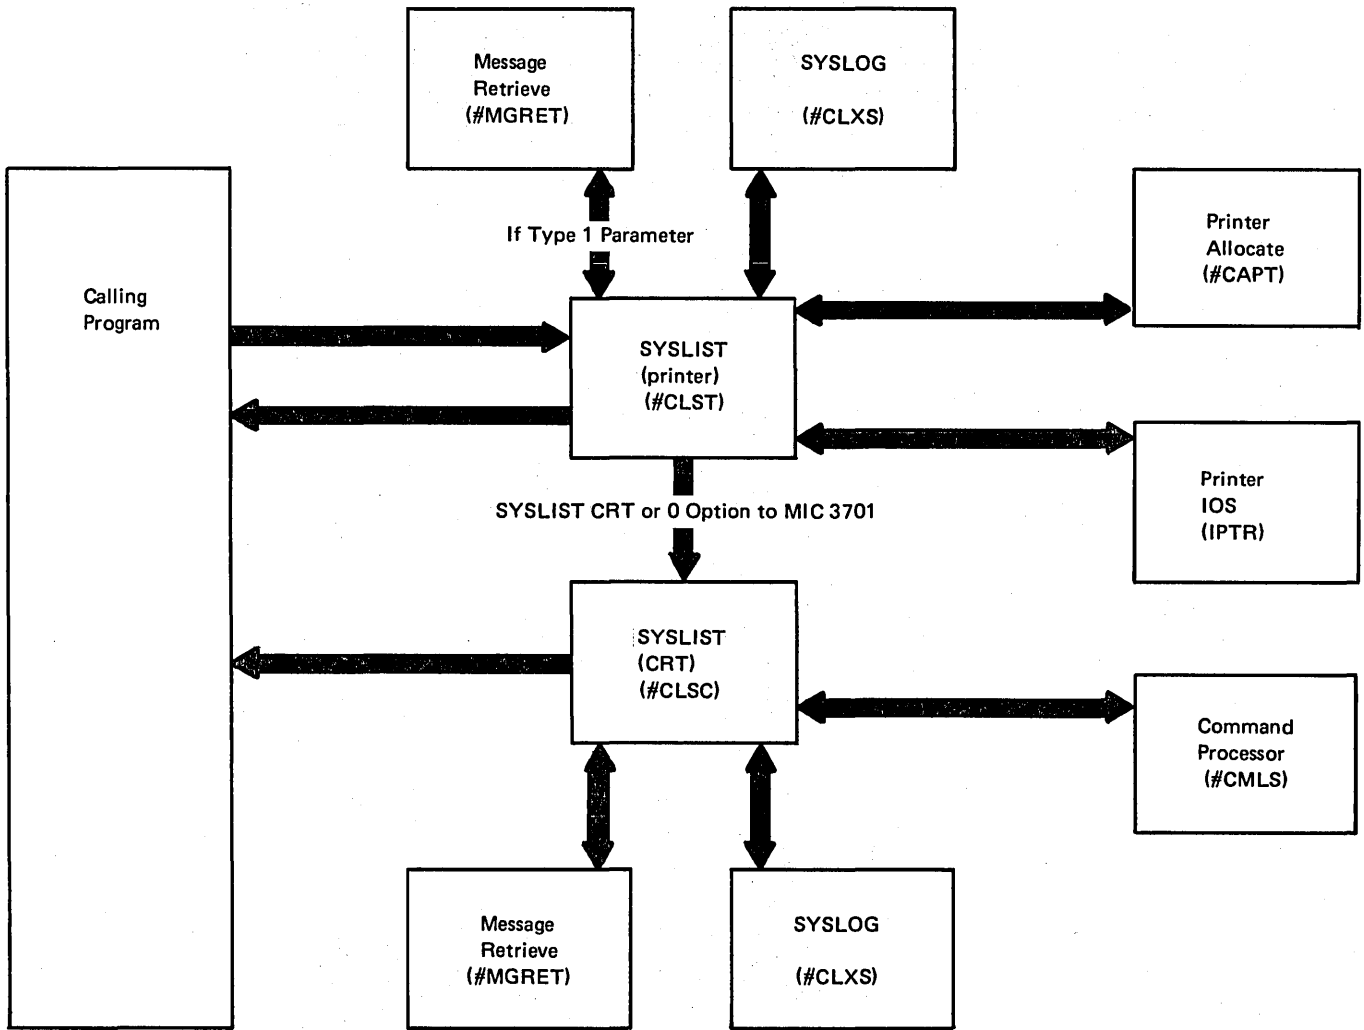 Message
Retrieve
(#MGRET)
SYSLOG
(#CLXS)
If Type 1 Parameter
Printer
Allocate
(#CAPT)
Calling
Program
SYSLIST
(printer)
(#CLST)
Printer
IOS
(IPTR)
SYSLIST CRT or 0 Option to MIC 3701
SYSLIST
(CRT)
(#CLSC)
Command
Processor
(#CMLS)
Message
Retrieve
(#MGRET)
SYSLOG
(#CLXS)